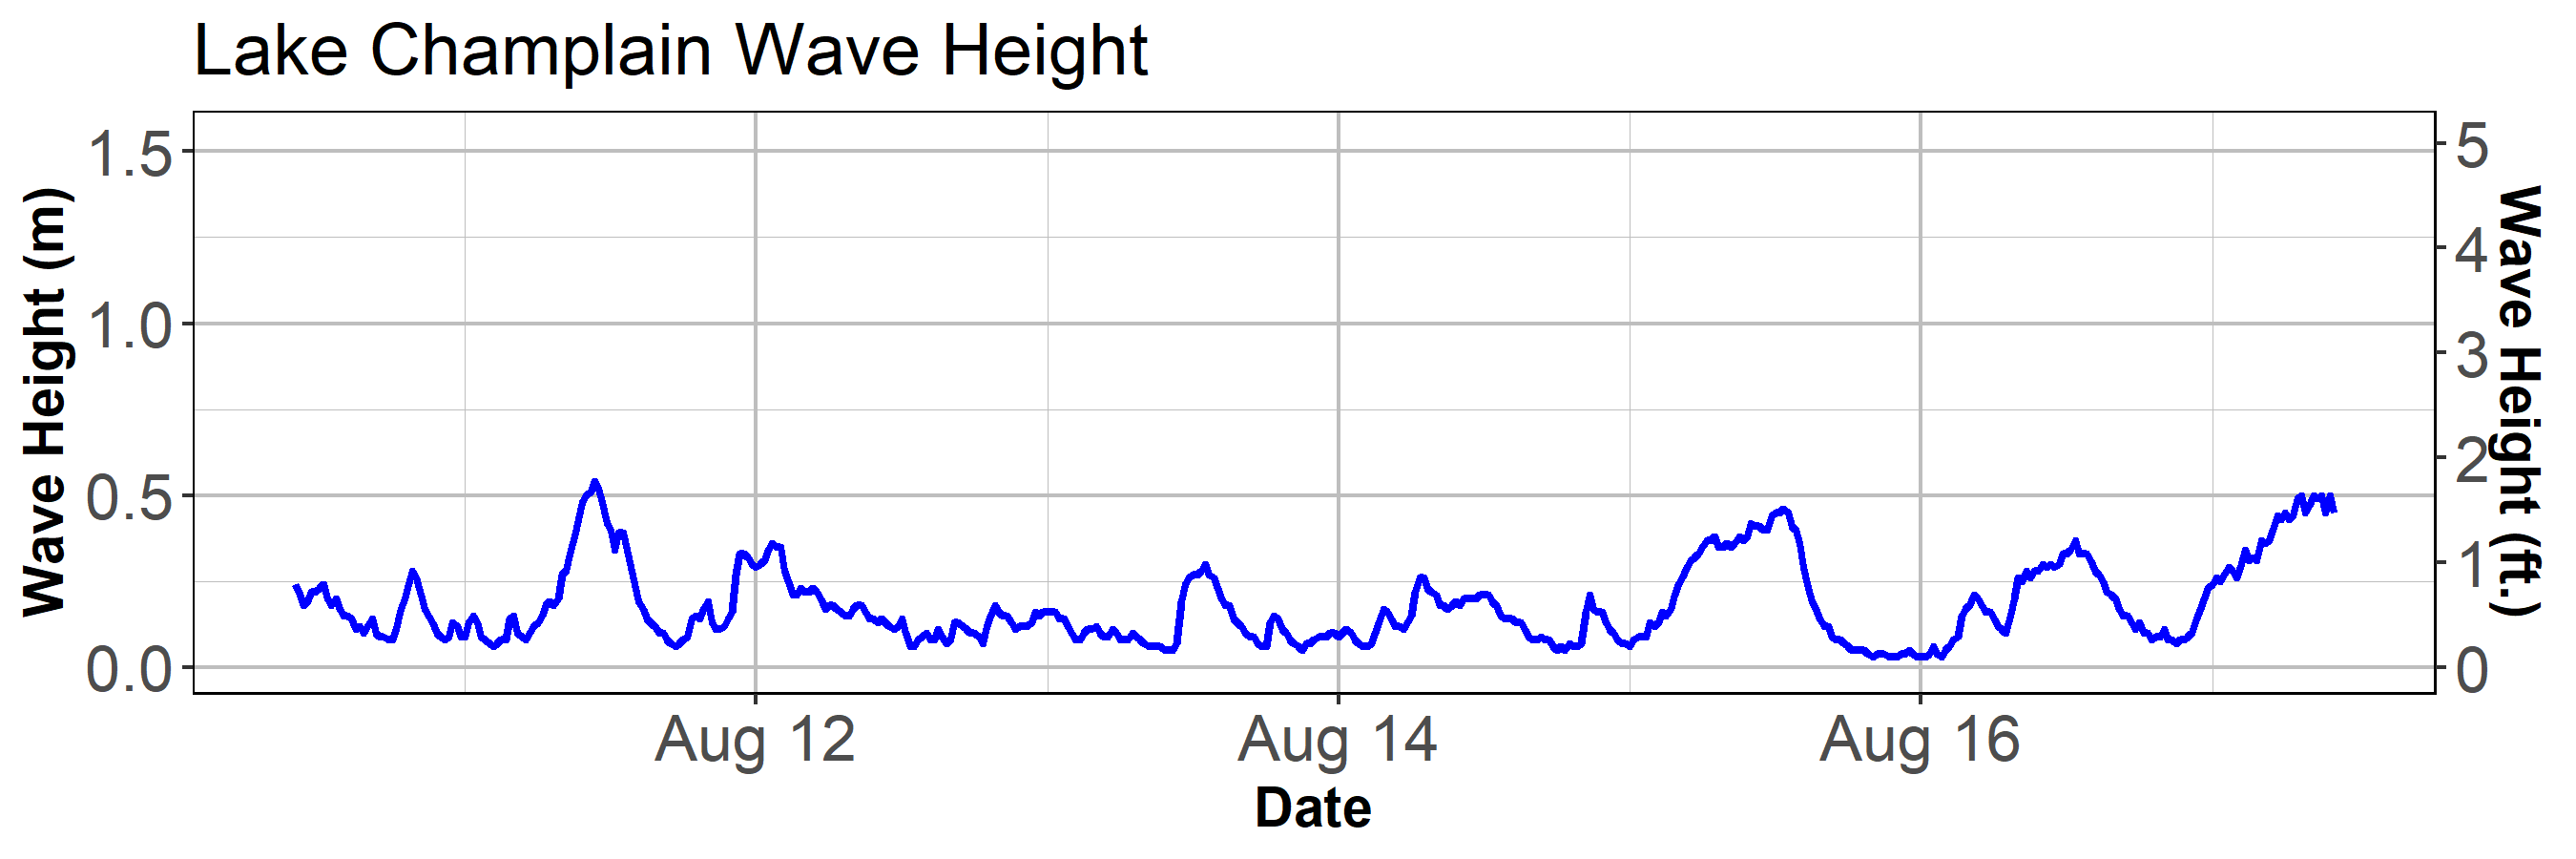 Lake Champlain Wave Height
Wave Height (m)
1.5
1.0
0.5
0.0
5
4
3
2
1
0
Wave Height (ft.)
Aug 12
Aug 14
Aug 16
Date